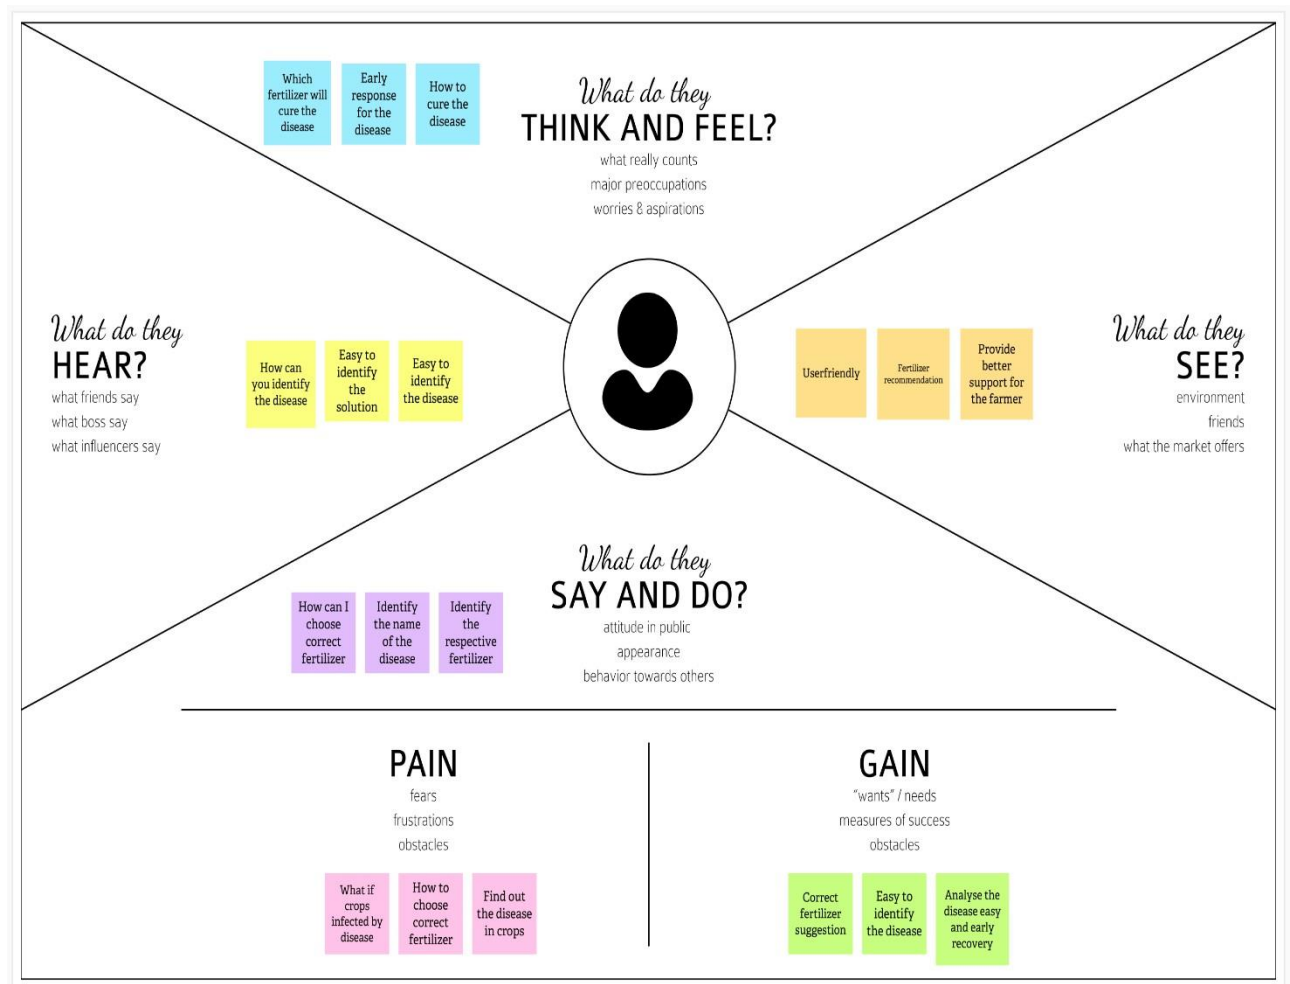 Which
fertilizer will
cure the
disease
Early
response
for the
disease
How to
cure the
disease
What do they
THINK AND FEEL?
what really counts
major preoccupations
worries & aspirations
What do they
HEAR?
what friends say
what boss say
what influencers say
How can
you identify
the disease
Easy to
identify
the
solution
Easy to
identify
the disease
Userfriendly
Fertilizer
recommendation
Provide
better
support for
the farmer
What do they
SEE?
environment
friends
what the market offers
How can I
choose
correct
fertilizer
Identify
the name
of the
disease
Identify
the
respective
fertilizer
What do they
SAY AND DO?
attitude in public
appearance
behavior towards others
PAIN
fears
frustrations
obstacles
What if
crops
infected by
disease
How to
choose
correct
fertilizer
Find out
the disease
in crops
GAIN
"wants" / needs
measures of success
obstacles
Correct
fertilizer
suggestion
Easy to
identify
the disease
Analyse the
disease easy
and early
recovery